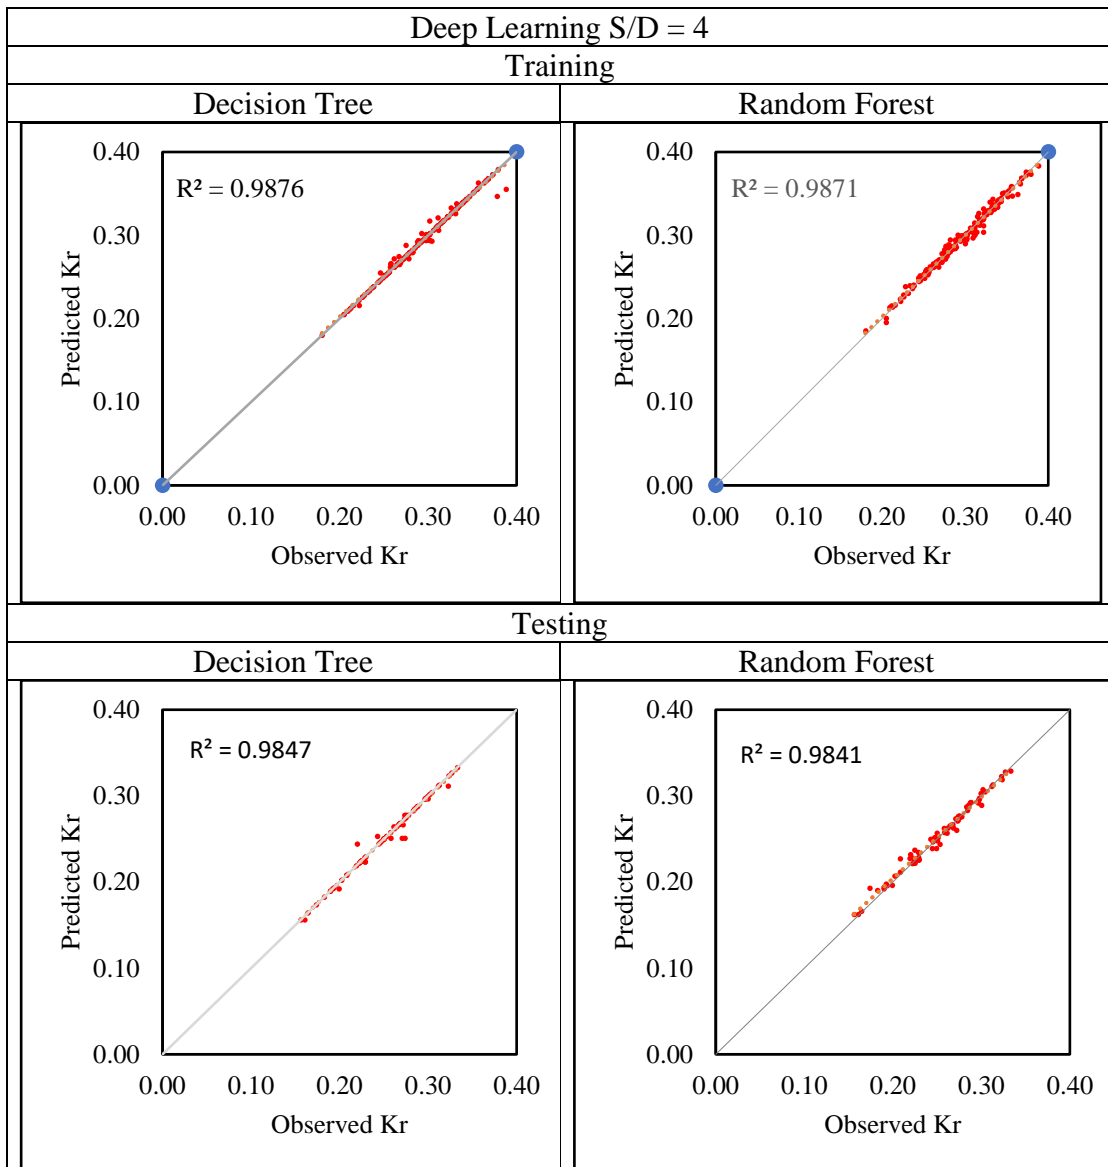 Deep Learning S/D = 4
Training
Decision Tree
Random Forest
0.40
R² = 0.9876
0.30
0.20
0.10
0.00
Predicted Kr
0.00 0.10 0.20 0.30 0.40
Observed Kr
0.40
R² = 0.9871
0.30
0.20
0.10
0.00
Predicted Kr
0.00 0.10 0.20 0.30 0.40
Observed Kr
Testing
Decision Tree
Random Forest
0.40
R² = 0.9847
0.30
0.20
0.10
0.00
Predicted Kr
0.00 0.10 0.20 0.30 0.40
Observed Kr
0.40
R² = 0.9841
0.30
0.20
0.10
0.00
Predicted Kr
0.00 0.10 0.20 0.30 0.40
Observed Kr